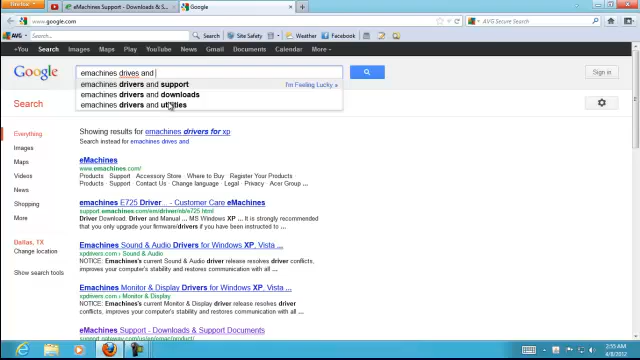 Firefox
eMachines Support - Downloads & S...
Google
www.google.com/
Google
AVG Secure Search
AVG
Search
Site Safety
Weather
Facebook
+You Search Images Maps Play YouTube News Gmail Documents Calendar More
Google
emachines drives and
Sign in
emachines drivers and support
I'm Feeling Lucky »
emachines drivers and downloads
emachines drivers and utilities
Search
Everything
Images
Maps
Videos
News
Shopping
More
Dallas, TX
Change location
Show search tools
Showing results for emachines drivers for xp
Search instead for emachines drives and
eMachines
www.emachines.com/
Products · Support · Accessory Store · Where to Buy · Register Your Products ·
Products · Support · Contact Us · Change language · Legal · Privacy · Acer Group ...
eMachines E725 Driver ... - Customer Care eMachines
support.emachines.com/em/driver/nb/e725.html
Driver Download. Driver and Manual ... MS Windows XP ... It is strongly recommended
that you only upgrade your firmware/drivers if you have been instructed to.
Emachines Sound & Audio Drivers for Windows XP, Vista ...
xpdrivers.com › Sound & Audio
NOTICE: Emachines's current Sound & Audio driver release resolves driver conflicts,
improves your computer's stability and restores communication with all ...
Emachines Monitor & Display Drivers for Windows XP, Vista ...
xpdrivers.com › Monitor & Display
NOTICE: Emachines's current Monitor & Display driver release resolves driver
conflicts, improves your computer's stability and restores communication with all ...
eMachines Support - Downloads & Support Documents
2:55 AM
4/8/2012